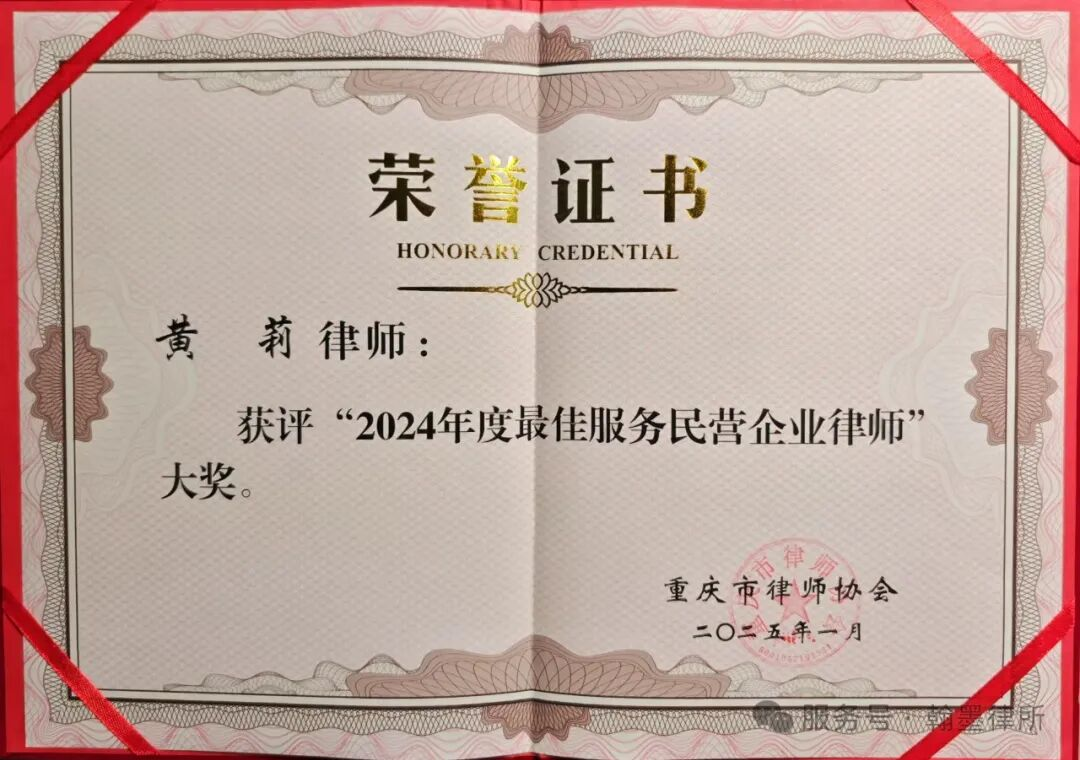 荣誉证书
HONORARY CREDENTIAL
黄 莉 律师：
获评“2024年度最佳服务民营企业律师”
大奖。
重庆市律师协会
二〇二五年一月
服务号 · 翰墨律所